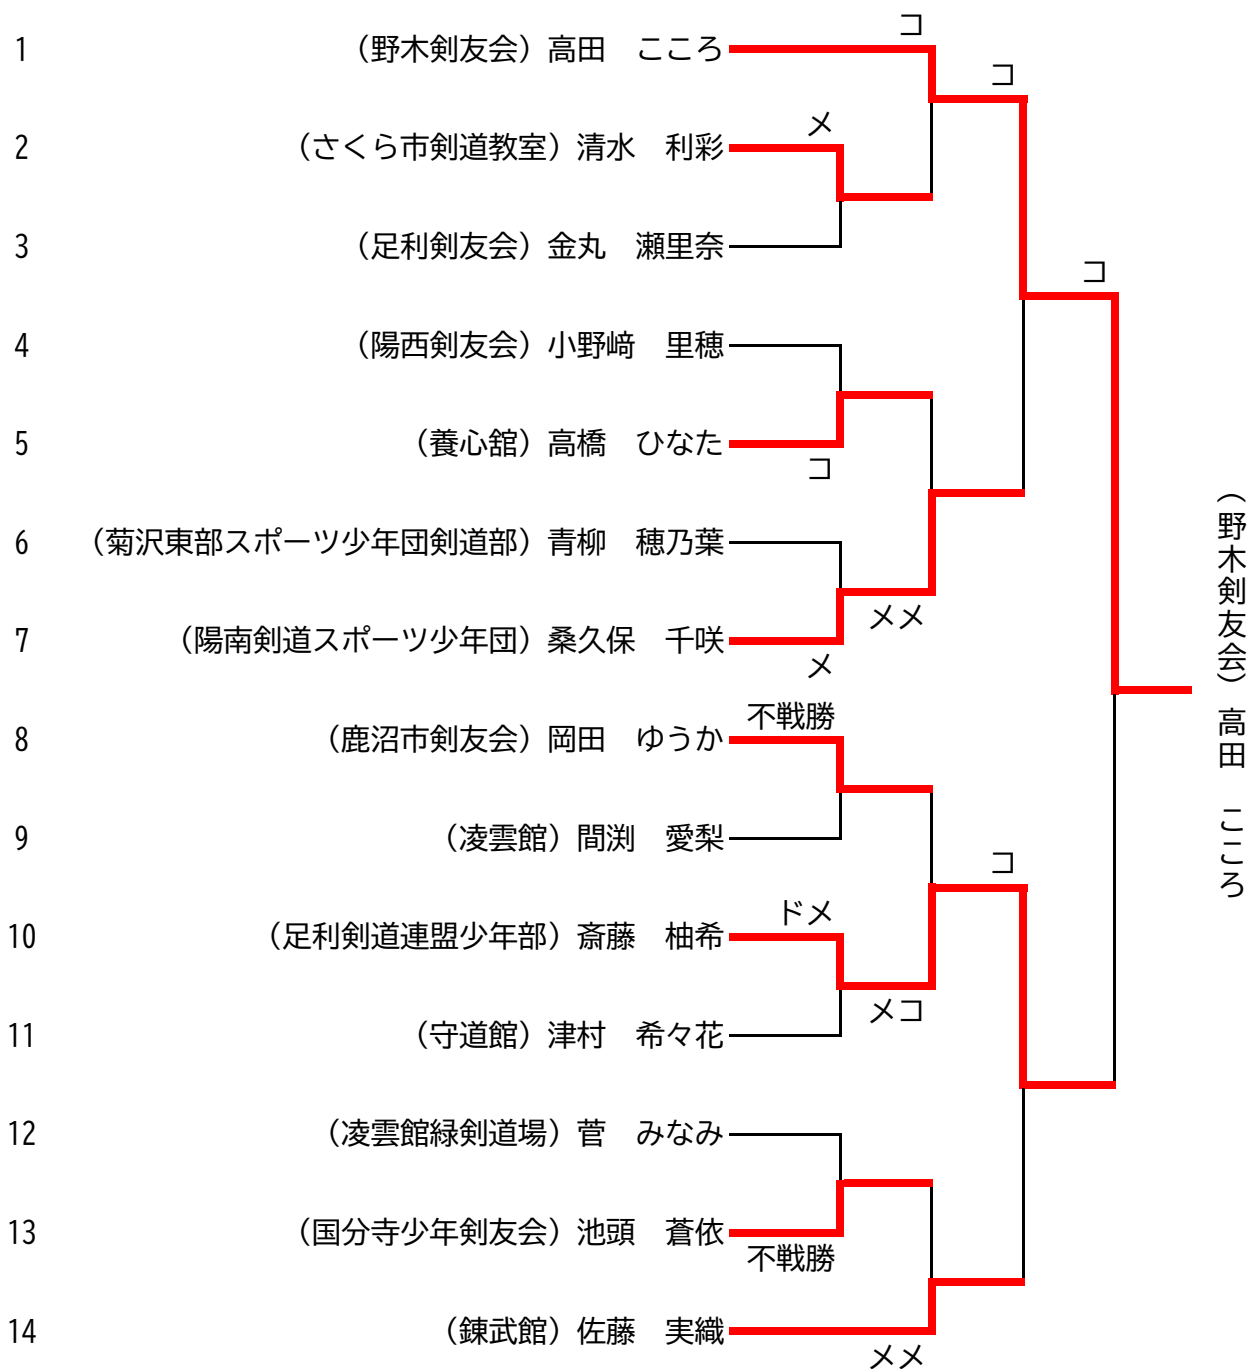 コ
1 （野木剣友会）高田　こころ
コ
メ
2 （さくら市剣道教室）清水　利彩
3 （足利剣友会）金丸　瀬里奈
コ
4 （陽西剣友会）小野﨑　里穂
5 （養心舘）高橋　ひなた
コ
6 （菊沢東部スポーツ少年団剣道部）青柳　穂乃葉
メメ
7 （陽南剣道スポーツ少年団）桑久保　千咲
メ
不戦勝
8 （鹿沼市剣友会）岡田　ゆうか
9 （凌雲館）間渕　愛梨
コ
ドメ
10 （足利剣道連盟少年部）斎藤　柚希
メコ
11 （守道館）津村　希々花
12 （凌雲館緑剣道場）菅　みなみ
13 （国分寺少年剣友会）池頭　蒼依
不戦勝
14 （錬武館）佐藤　実織
メメ
（野木剣友会）高田　こころ